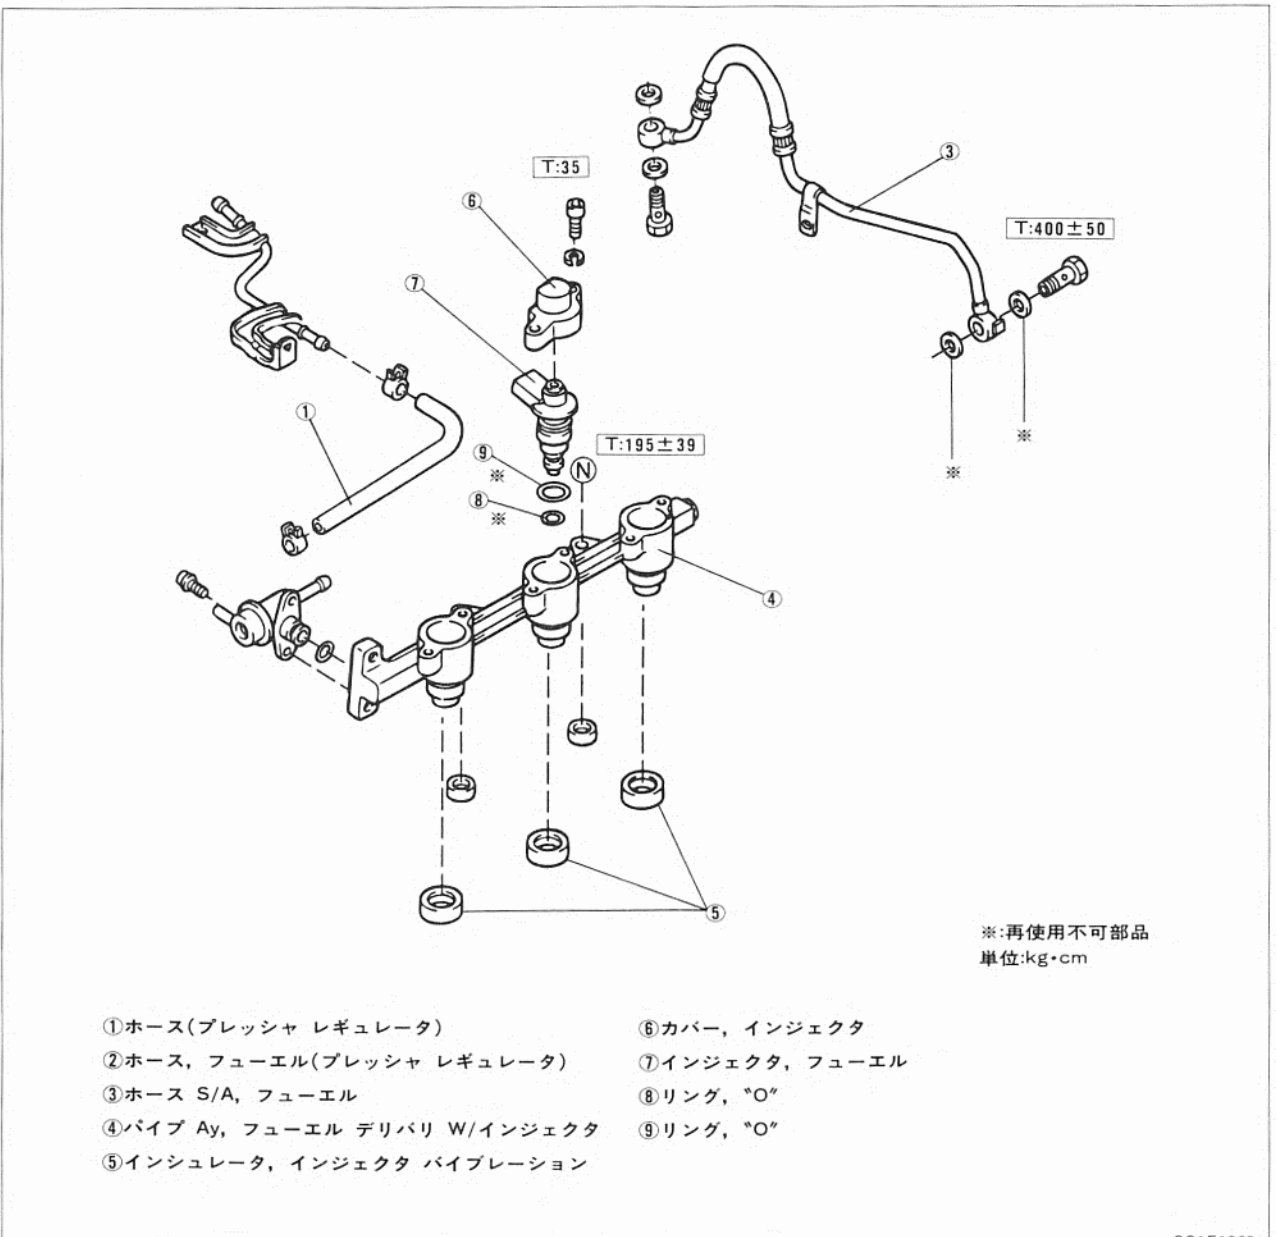 T:35
③
⑥
T:400±50
⑦
①
※
T:195±39
⑨
※
Ⓝ
※
⑧
※
④
⑤
※:再使用不可部品
単位:kg・cm
①ホース(プレッシャ レギュレータ)
②ホース, フューエル(プレッシャ レギュレータ)
③ホース S/A, フューエル
④パイプ Ay, フューエル デリバリ W/インジェクタ
⑤インシュレータ, インジェクタ バイブレーション
⑥カバー, インジェクタ
⑦インジェクタ, フューエル
⑧リング, "O"
⑨リング, "O"